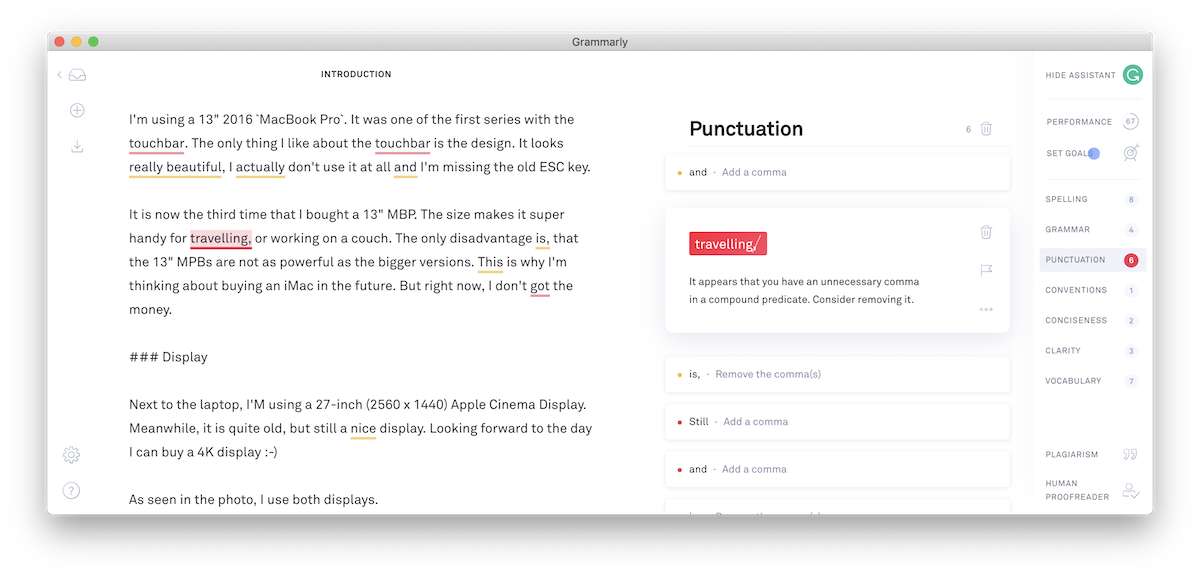 Grammarly
INTRODUCTION
I'm using a 13" 2016 `MacBook Pro`. It was one of the first series with the
touchbar. The only thing I like about the touchbar is the design. It looks
really beautiful, I actually don't use it at all and I'm missing the old ESC key.
It is now the third time that I bought a 13" MBP. The size makes it super
handy for travelling, or working on a couch. The only disadvantage is, that
the 13" MPBs are not as powerful as the bigger versions. This is why I'm
thinking about buying an iMac in the future. But right now, I don't got the
money.
### Display
Next to the laptop, I'M using a 27-inch (2560 x 1440) Apple Cinema Display.
Meanwhile, it is quite old, but still a nice display. Looking forward to the day
I can buy a 4K display :-)
As seen in the photo, I use both displays.
?
Punctuation
6
and · Add a comma
travelling,
It appears that you have an unnecessary comma
in a compound predicate. Consider removing it.
is, · Remove the comma(s)
Still · Add a comma
and · Add a comma
HIDE ASSISTANT
PERFORMANCE 67
SET GOALS
SPELLING 8
GRAMMAR 4
PUNCTUATION 6
CONVENTIONS 1
CONCISENESS 2
CLARITY 3
VOCABULARY 7
PLAGIARISM
HUMAN
PROOFREADER